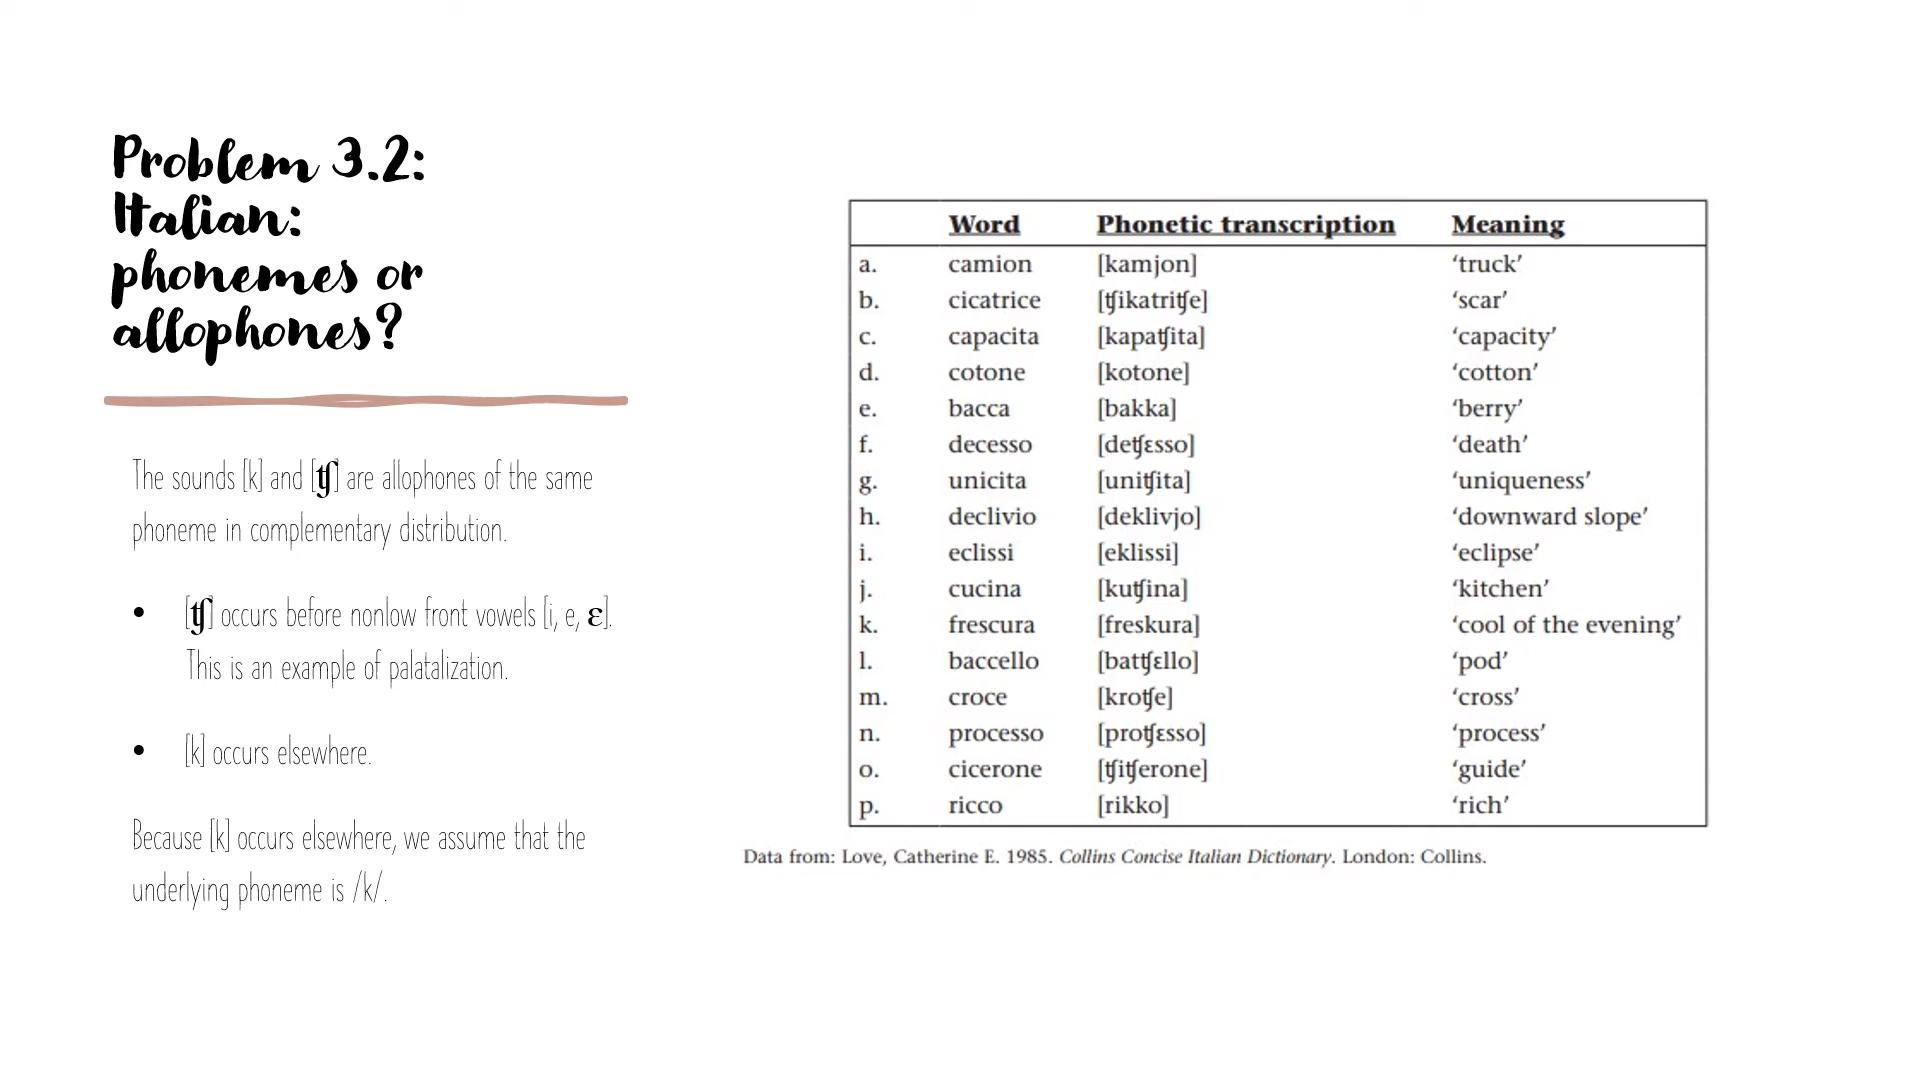 Problem 3.2:
Italian:
phonemes or
allophones?
The sounds [k] and [ʧ] are allophones of the same
phoneme in complementary distribution.
• [ʧ] occurs before nonlow front vowels [i, e, ɛ].
This is an example of palatalization.
• [k] occurs elsewhere.
Because [k] occurs elsewhere, we assume that the
underlying phoneme is /k/.
Word Phonetic transcription Meaning
a. camion [kamjon] ‘truck’
b. cicatrice [ʧikatriʧe] ‘scar’
c. capacita [kapaʧita] ‘capacity’
d. cotone [kotone] ‘cotton’
e. bacca [bakka] ‘berry’
f. decesso [deʧɛsso] ‘death’
g. unicita [uniʧita] ‘uniqueness’
h. declivio [deklivjo] ‘downward slope’
i. eclissi [eklissi] ‘eclipse’
j. cucina [kuʧina] ‘kitchen’
k. frescura [freskura] ‘cool of the evening’
l. baccello [batʧɛllo] ‘pod’
m. croce [kroʧe] ‘cross’
n. processo [proʧɛsso] ‘process’
o. cicerone [ʧiʧerone] ‘guide’
p. ricco [rikko] ‘rich’
Data from: Love, Catherine E. 1985. Collins Concise Italian Dictionary. London: Collins.